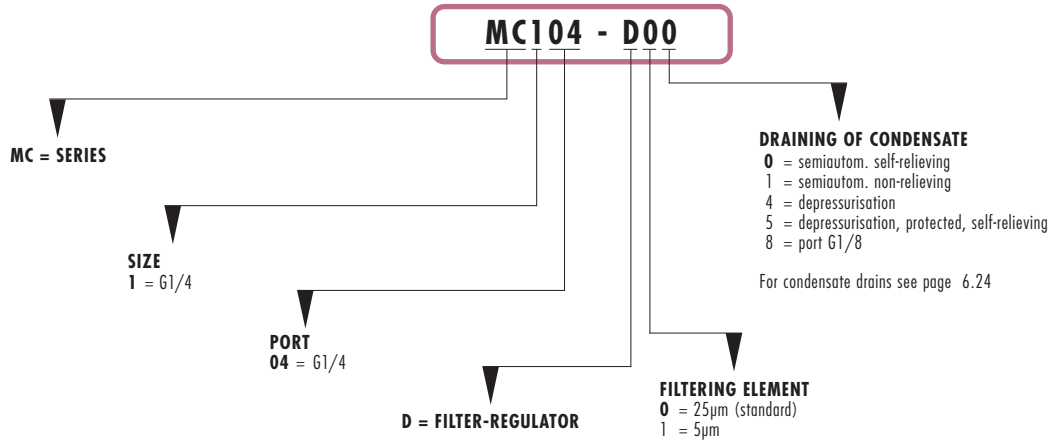 MC104 - D00
MC = SERIES
SIZE
1 = G1/4
PORT
04 = G1/4
D = FILTER-REGULATOR
FILTERING ELEMENT
0 = 25µm (standard)
1 = 5µm
DRAINING OF CONDENSATE
0 = semiautom. self-relieving
1 = semiautom. non-relieving
4 = depressurisation
5 = depressurisation, protected, self-relieving
8 = port G1/8
For condensate drains see page 6.24